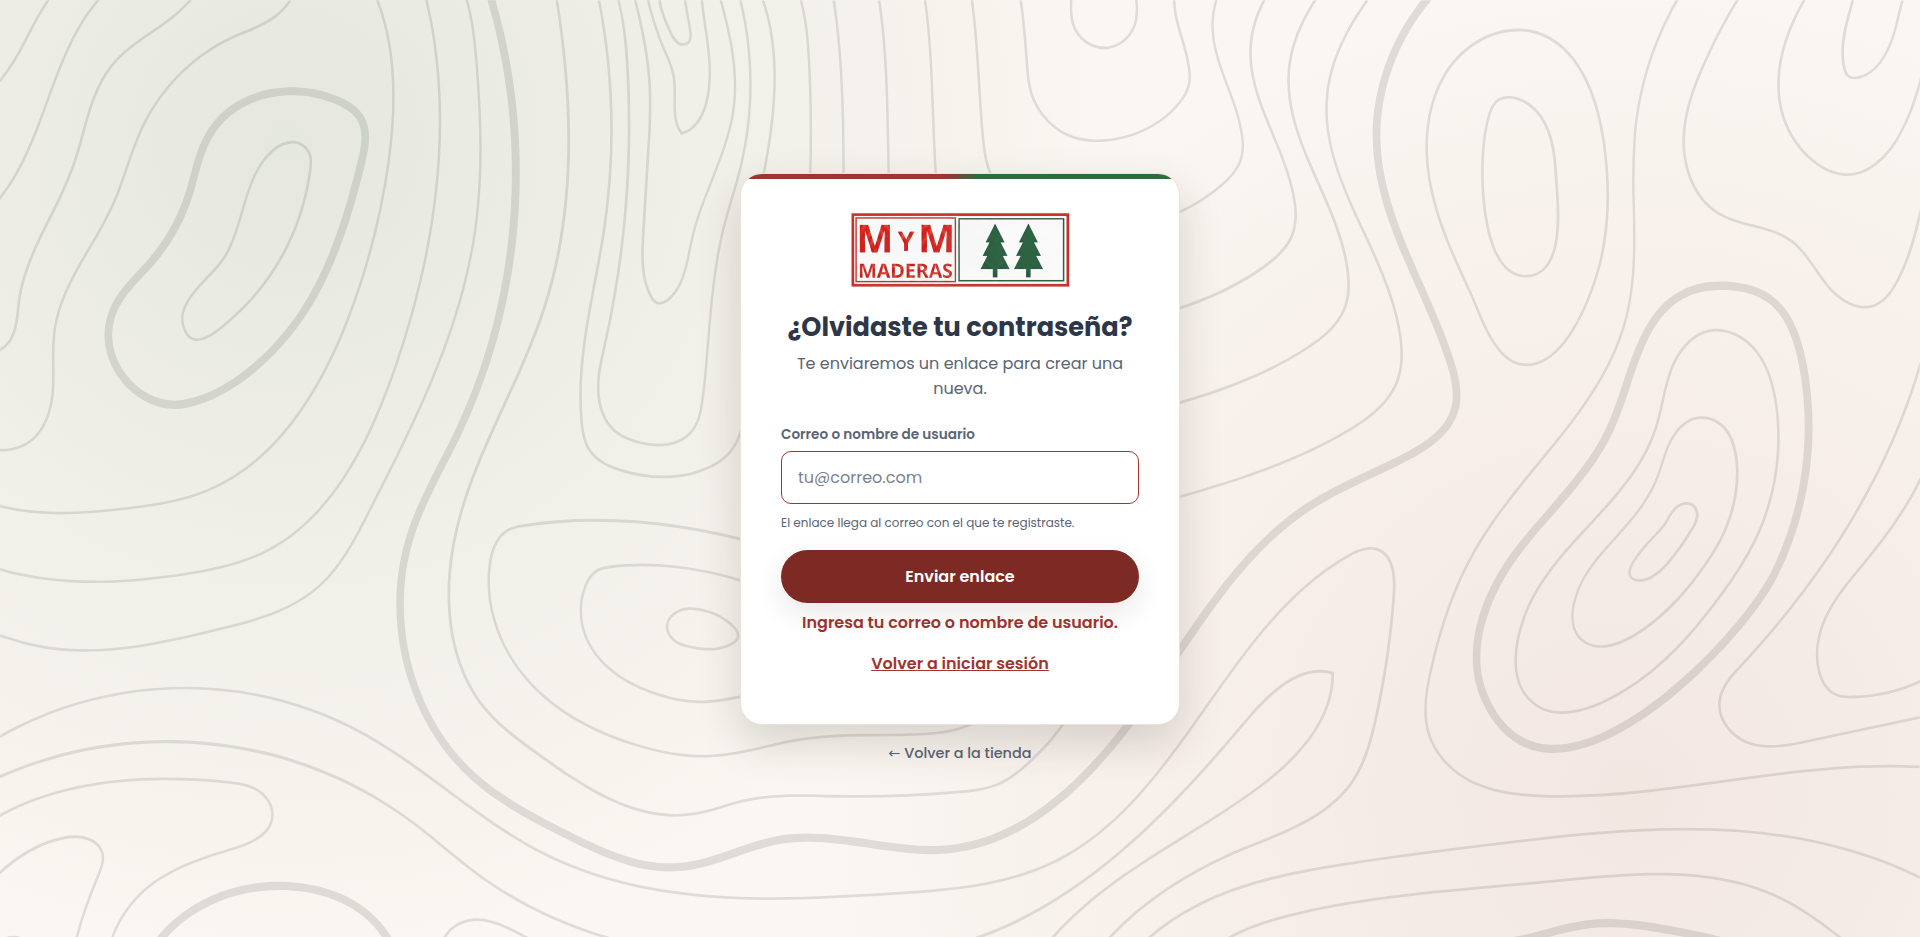 MYM
MADERAS
¿Olvidaste tu contraseña?
Te enviaremos un enlace para crear una
nueva.
Correo o nombre de usuario
tu@correo.com
El enlace llega al correo con el que te registraste.
Enviar enlace
Ingresa tu correo o nombre de usuario.
Volver a iniciar sesión
← Volver a la tienda